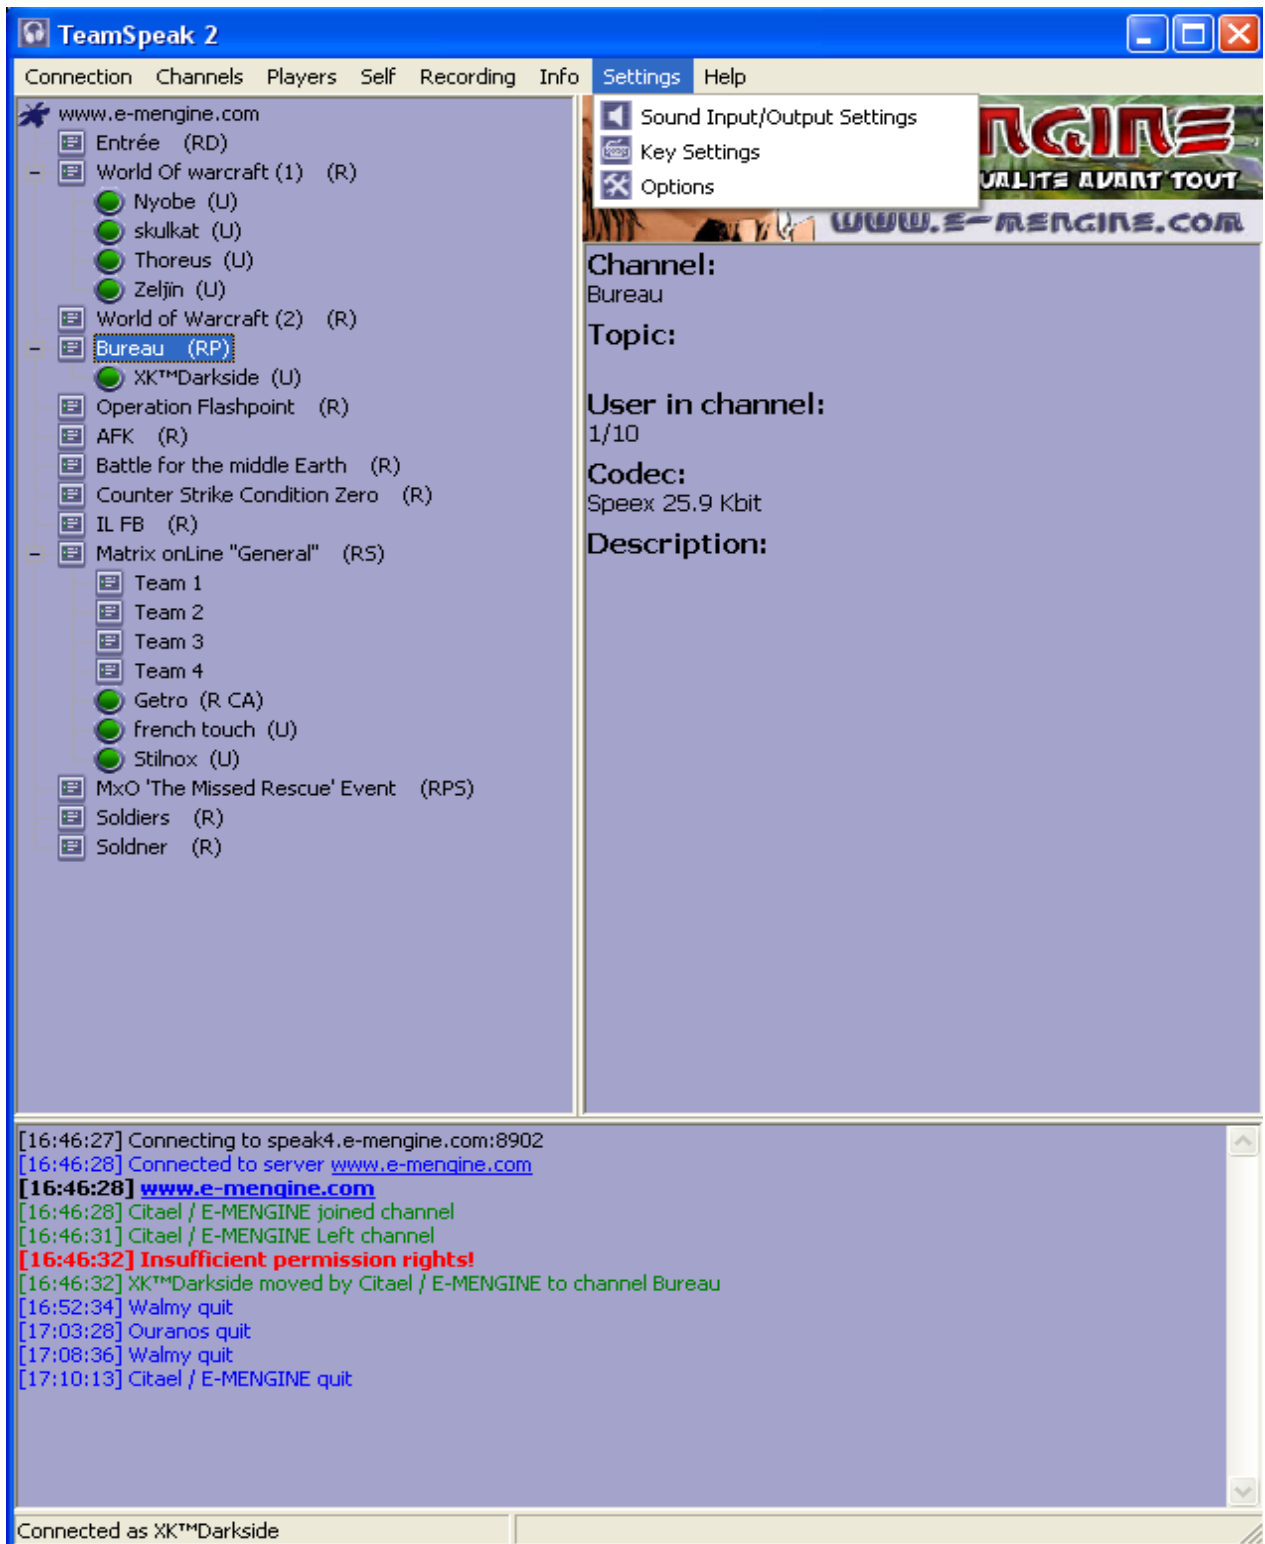 TeamSpeak 2
Connection Channels Players Self Recording Info Settings Help
Sound Input/Output Settings
Key Settings
Options
www.e-mengine.com
Entrée (RD)
World Of warcraft (1) (R)
Nyobe (U)
skulkat (U)
Thoreus (U)
Zeljïn (U)
World of Warcraft (2) (R)
Bureau (RP)
XK™Darkside (U)
Operation Flashpoint (R)
AFK (R)
Battle for the middle Earth (R)
Counter Strike Condition Zero (R)
IL FB (R)
Matrix onLine "General" (RS)
Team 1
Team 2
Team 3
Team 4
Getro (R CA)
french touch (U)
Stilnox (U)
MxO 'The Missed Rescue' Event (RPS)
Soldiers (R)
Soldner (R)
NGINE
UALITE AVANT TOUT
www.e-mengine.com
Channel:
Bureau
Topic:
User in channel:
1/10
Codec:
Speex 25.9 Kbit
Description:
[16:46:27] Connecting to speak4.e-mengine.com:8902
[16:46:28] Connected to server www.e-mengine.com
[16:46:28] www.e-mengine.com
[16:46:28] Citael / E-MENGINE joined channel
[16:46:31] Citael / E-MENGINE Left channel
[16:46:32] Insufficient permission rights!
[16:46:32] XK™Darkside moved by Citael / E-MENGINE to channel Bureau
[16:52:34] Walmy quit
[17:03:28] Ouranos quit
[17:08:36] Walmy quit
[17:10:13] Citael / E-MENGINE quit
Connected as XK™Darkside